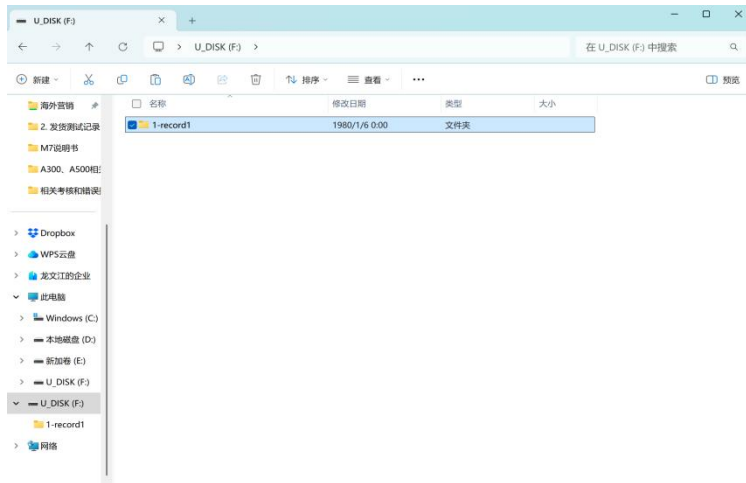 U_DISK (F:)
U_DISK (F:)
在 U_DISK (F:) 中搜索
新建
排序
查看
预览
名称
修改日期
类型
大小
1-record1
1980/1/6 0:00
文件夹
海外营销
2. 发货测试记录
M7说明书
A300、A500相
相关考核和错误
Dropbox
WPS云盘
龙文江的企业
此电脑
Windows (C:)
本地磁盘 (D:)
新加卷 (E:)
U_DISK (F:)
U_DISK (F:)
1-record1
网络